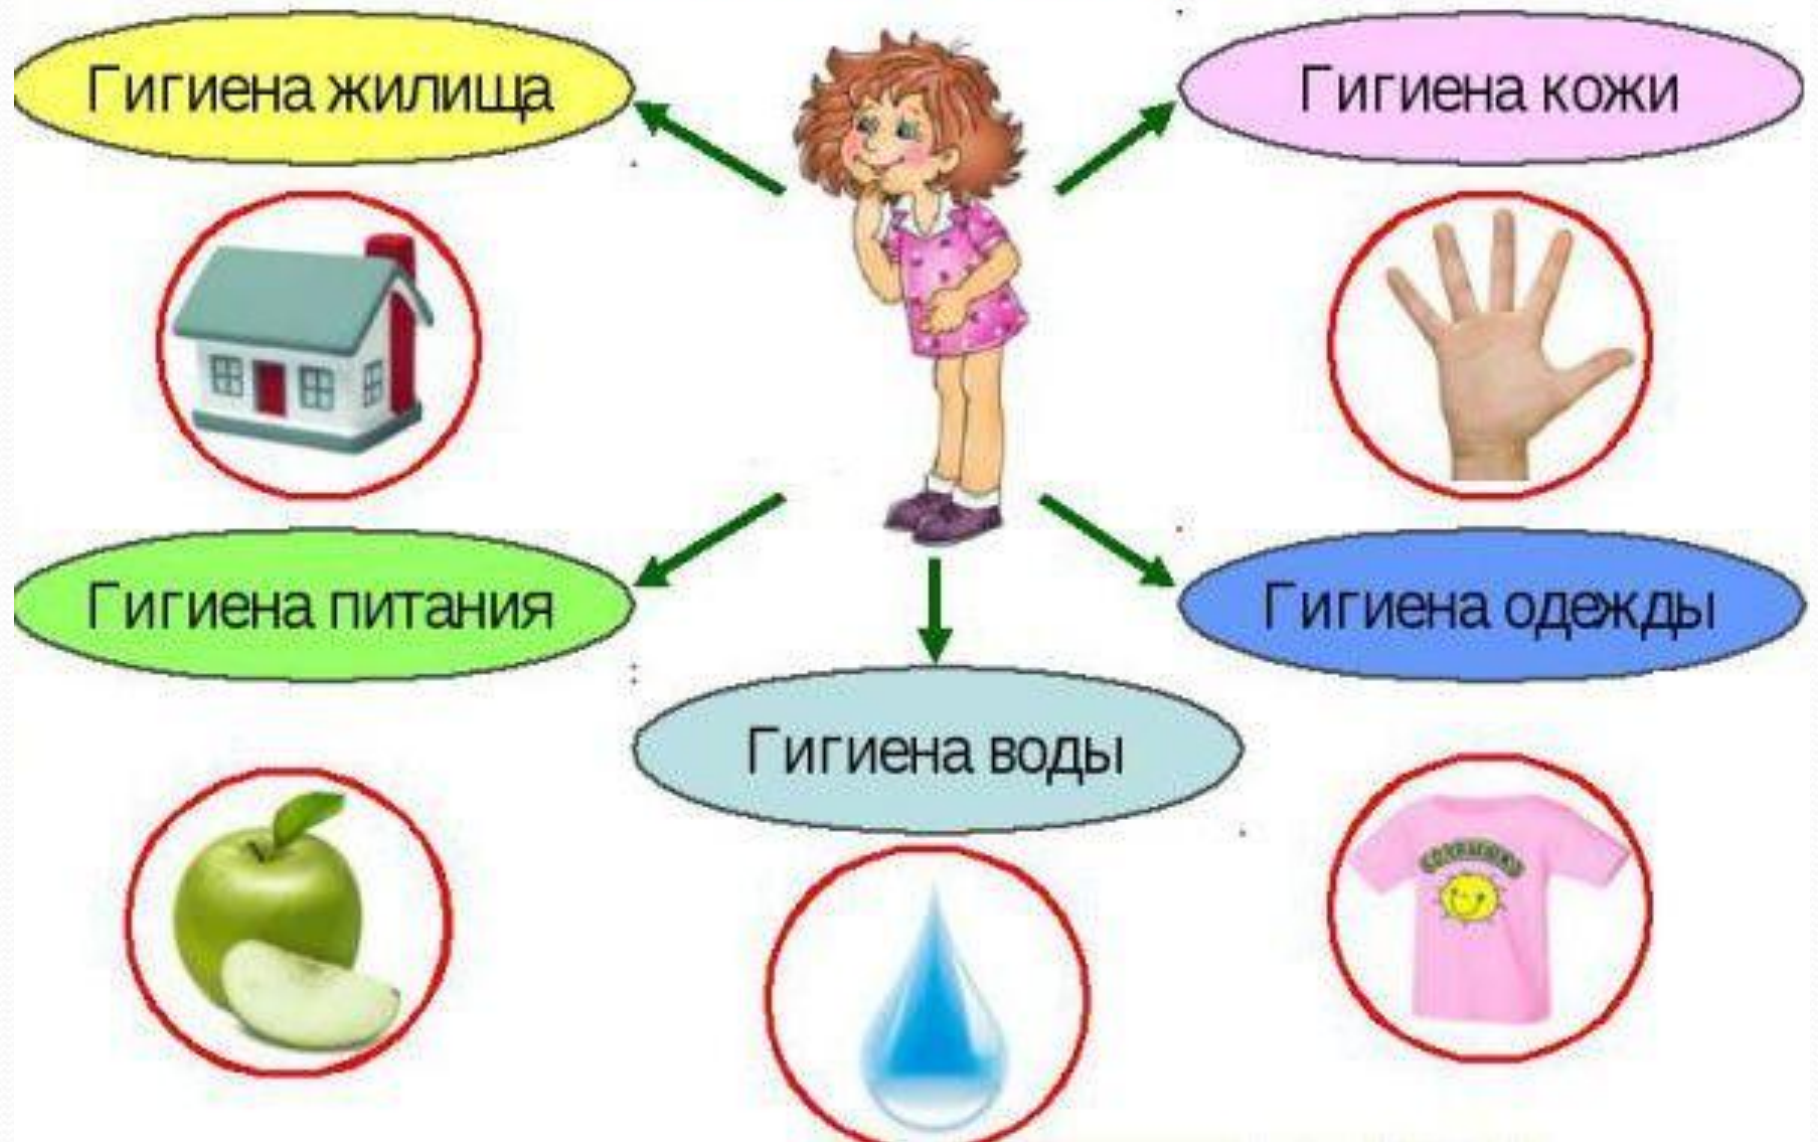 Гигиена жилища
Гигиена кожи
Гигиена питания
Гигиена одежды
Гигиена воды